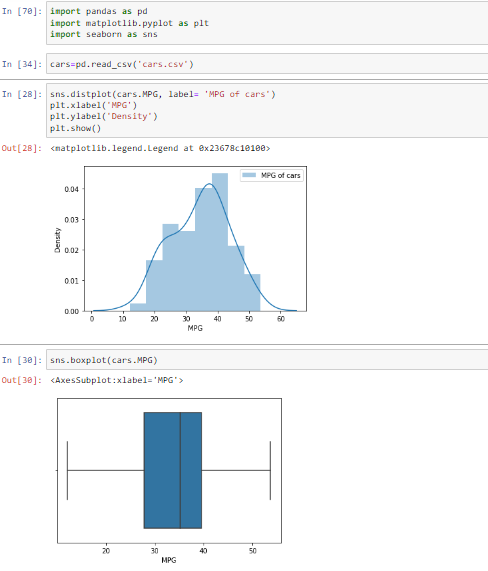 In [70]: import pandas as pd
import matplotlib.pyplot as plt
import seaborn as sns
In [34]: cars=pd.read_csv('cars.csv')
In [28]: sns.distplot(cars.MPG, label= 'MPG of cars')
plt.xlabel('MPG')
plt.ylabel('Density')
plt.show()
Out[28]: <matplotlib.legend.Legend at 0x23678c10100>
MPG of cars
0.04
0.03
0.02
0.01
0.00
Density
0 10 20 30 40 50 60
MPG
In [30]: sns.boxplot(cars.MPG)
Out[30]: <AxesSubplot:xlabel='MPG'>
20 30 40 50
MPG